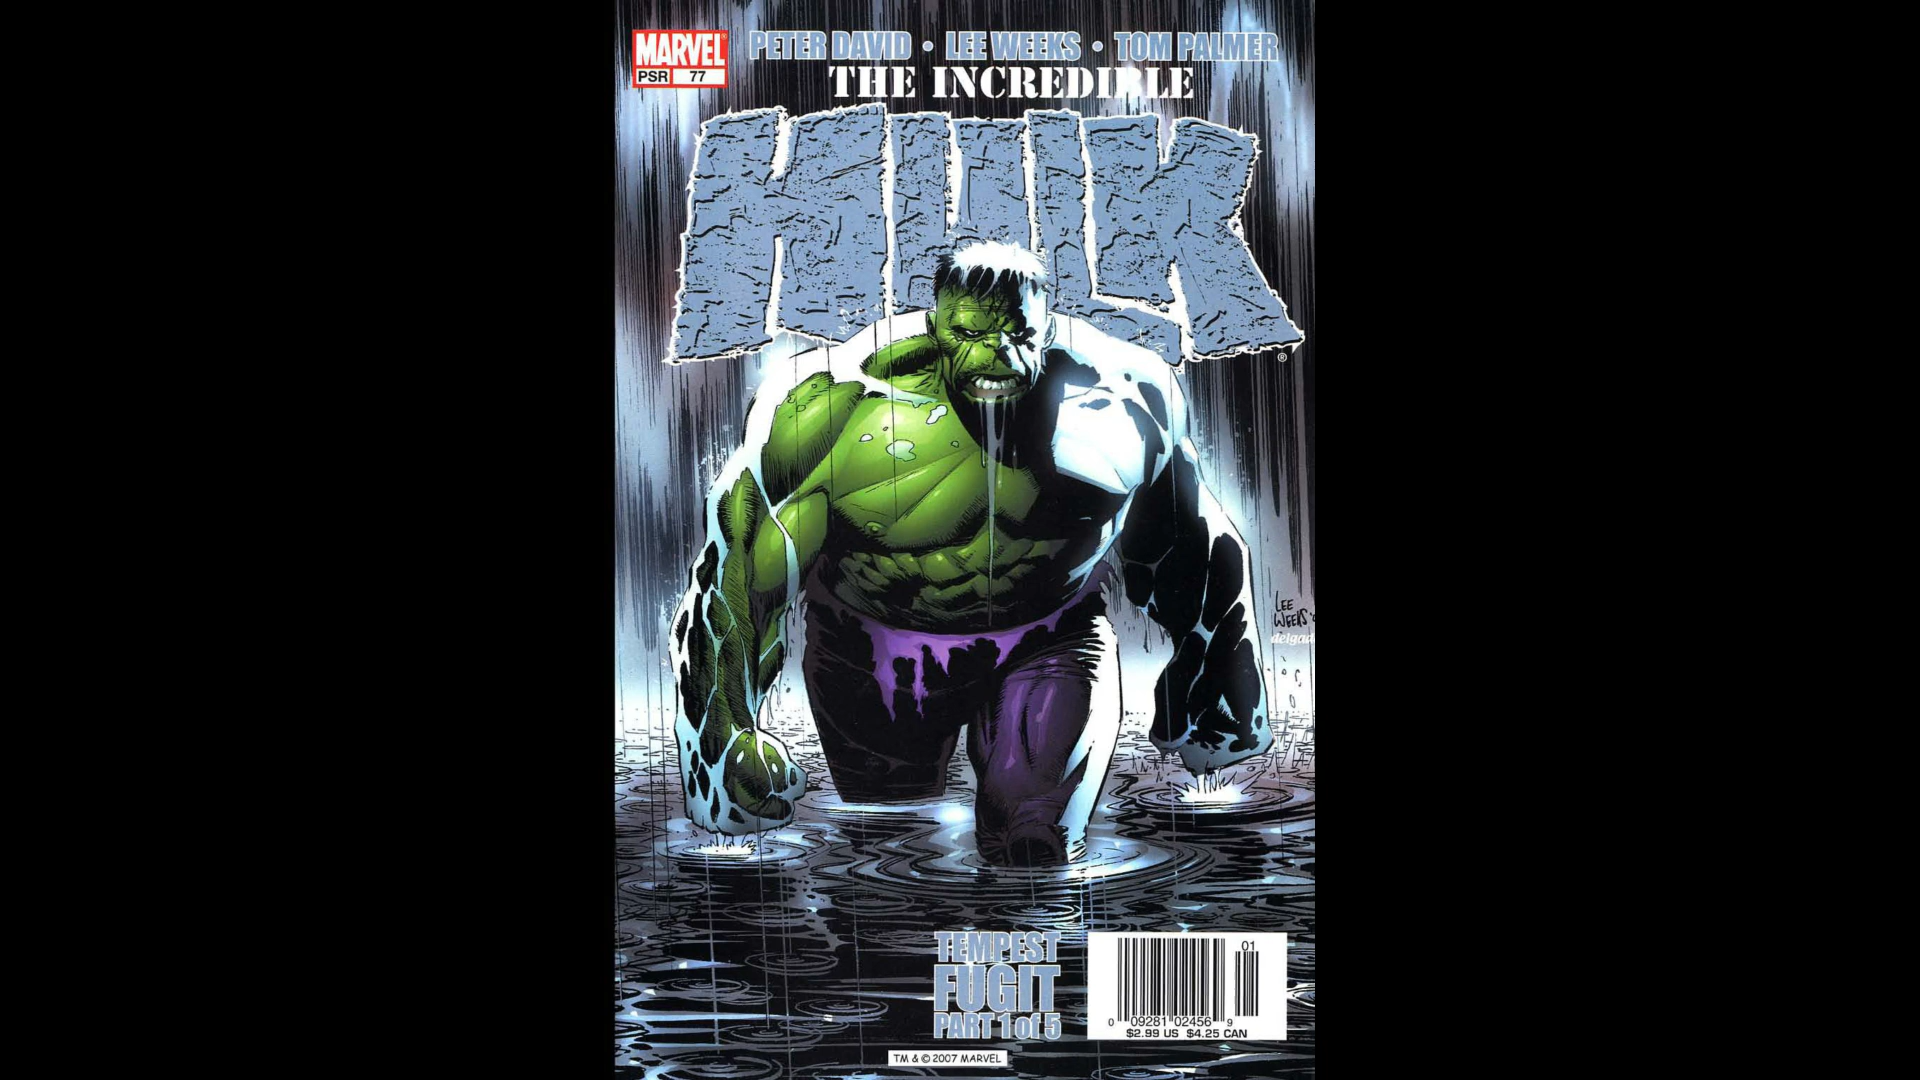 MARVEL
PSR 77
PETER DAVID • LEE WEEKS • TOM PALMER
THE INCREDIBLE
HULK
®
LEE
WEEKS
TEMPEST
FUGIT
PART 1 of 5
01
0 09281 02456 9
$2.99 US $4.25 CAN
TM & © 2007 MARVEL